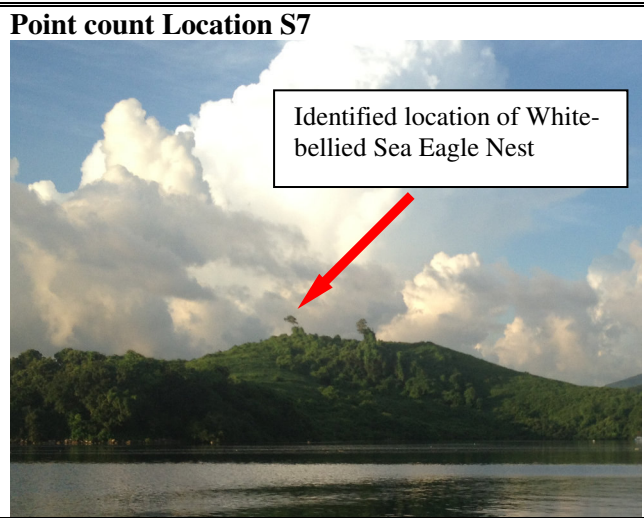 Point count Location S7
Identified location of White-
bellied Sea Eagle Nest